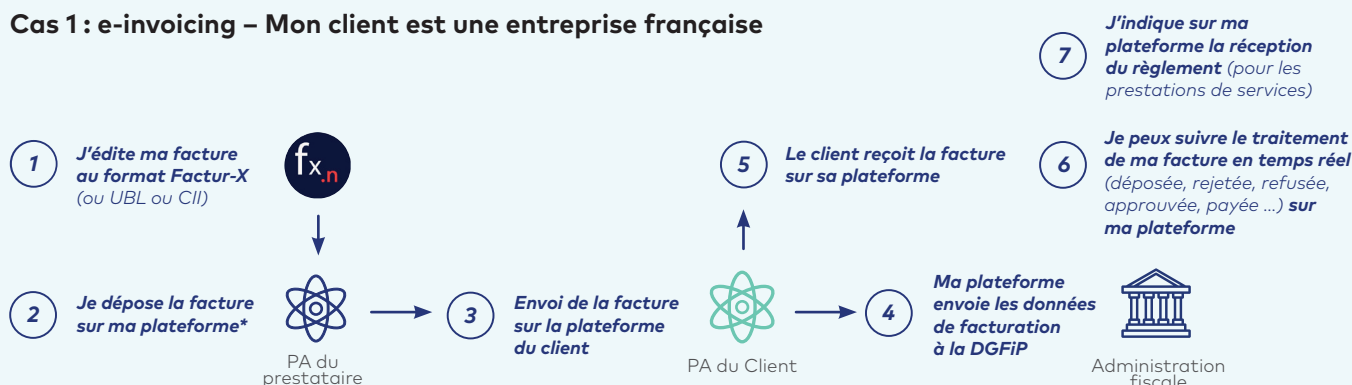 Cas 1 : e-invoicing – Mon client est une entreprise française
1
J'édite ma facture
au format Factur-X
(ou UBL ou CII)
fx.n
2
Je dépose la facture
sur ma plateforme*
PA du
prestataire
3
Envoi de la facture
sur la plateforme
du client
PA du Client
4
Ma plateforme
envoie les données
de facturation
à la DGFiP
Administration
fiscale
5
Le client reçoit la facture
sur sa plateforme
6
Je peux suivre le traitement
de ma facture en temps réel
(déposée, rejetée, refusée,
approuvée, payée ...) sur
ma plateforme
7
J'indique sur ma
plateforme la réception
du règlement (pour les
prestations de services)